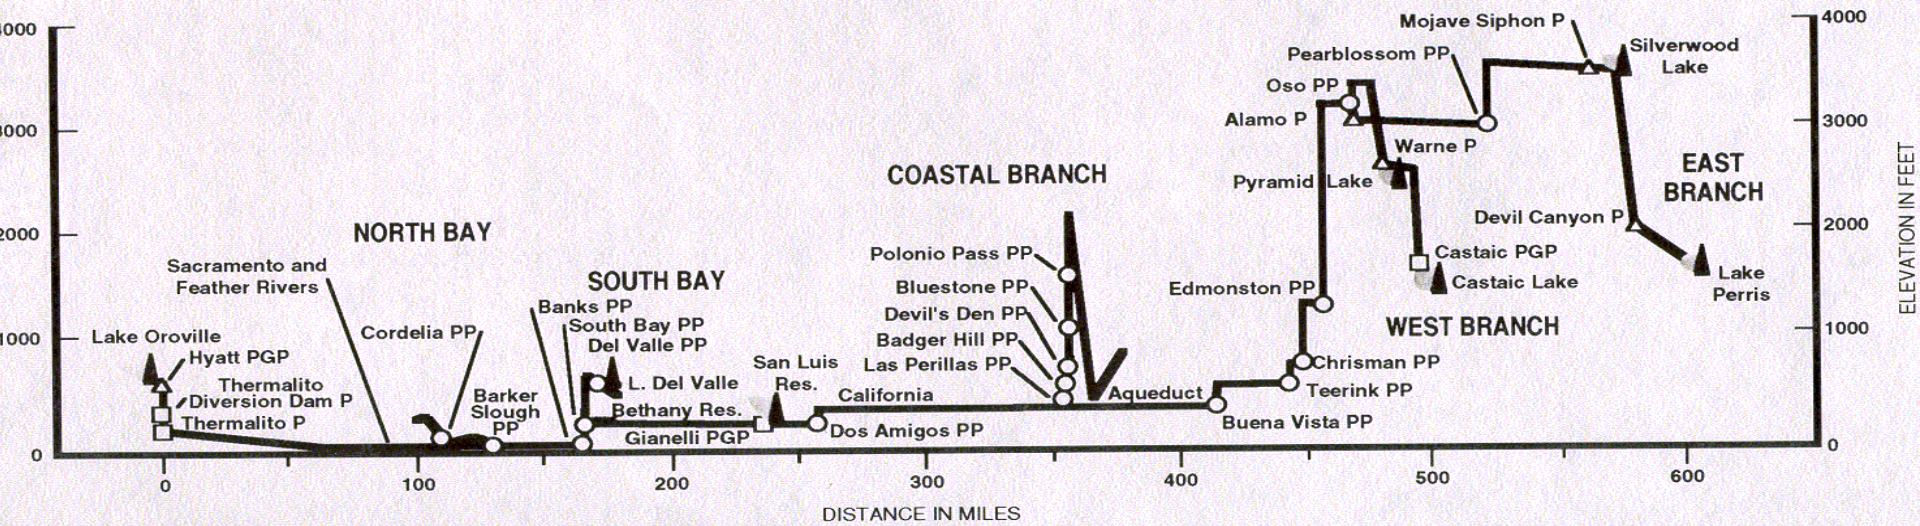 4000
3000
2000
1000
0
4000
3000
2000
1000
0
ELEVATION IN FEET
Mojave Siphon P
Silverwood
Lake
Pearblossom PP
Oso PP
Alamo P
Warne P
Pyramid Lake
EAST
BRANCH
Devil Canyon P
Castaic PGP
Castaic Lake
Lake
Perris
Edmonston PP
WEST BRANCH
Chrisman PP
Teerink PP
Buena Vista PP
COASTAL BRANCH
Polonio Pass PP
Bluestone PP
Devil's Den PP
Badger Hill PP
Las Perillas PP
California Aqueduct
Dos Amigos PP
NORTH BAY
Sacramento and
Feather Rivers
Cordelia PP
Barker
Slough
PP
SOUTH BAY
Banks PP
South Bay PP
Del Valle PP
L. Del Valle
Bethany Res.
Gianelli PGP
San Luis
Res.
Lake Oroville
Hyatt PGP
Thermalito
Diversion Dam P
Thermalito P
0 100 200 300 400 500 600
DISTANCE IN MILES